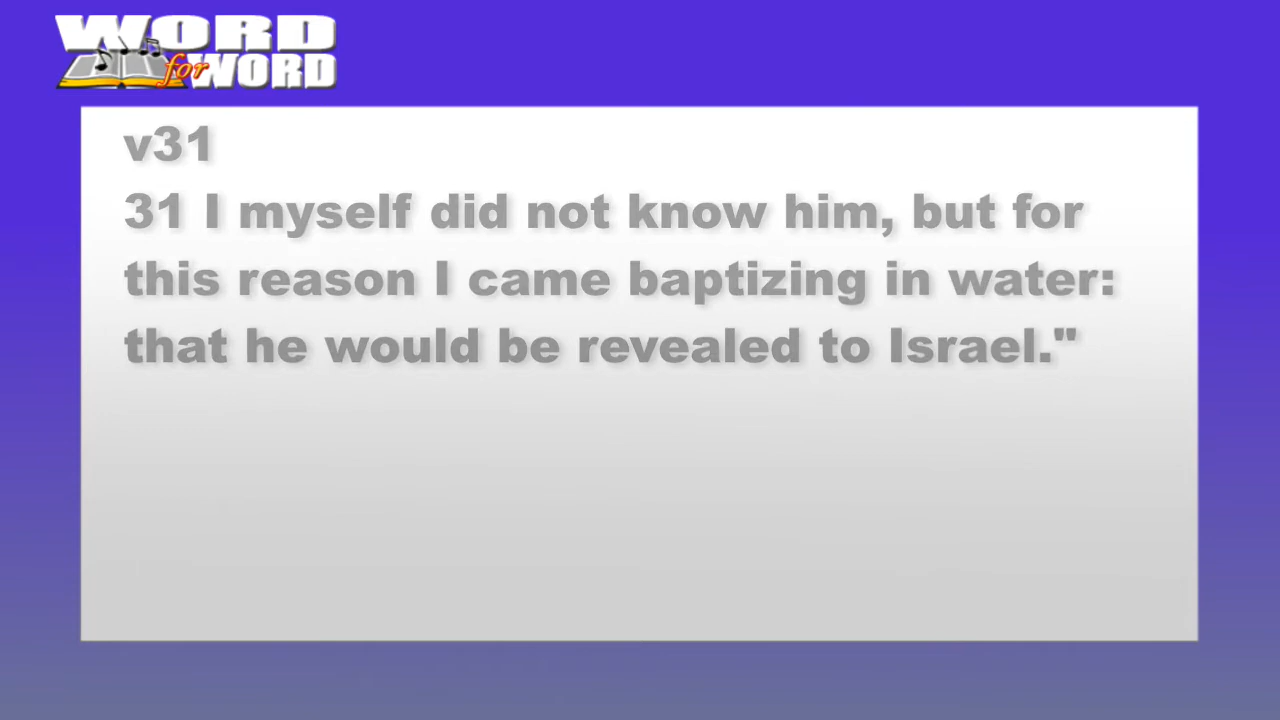 WORD
for WORD
v31
31 I myself did not know him, but for
this reason I came baptizing in water:
that he would be revealed to Israel."